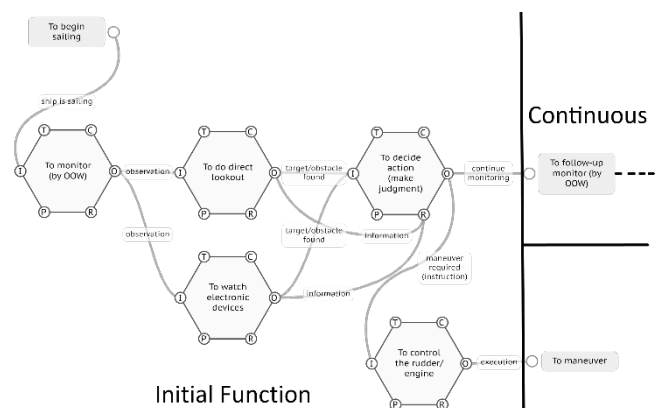 To begin
sailing
ship is sailing
T
C
I
To monitor
(by OOW)
O
P
R
observation
observation
T
C
I
To do direct
lookout
O
P
R
T
C
I
To watch
electronic
devices
O
P
R
target/obstacle
found
target/obstacle
found
information
information
T
C
I
To decide
action
(make
judgment)
O
P
R
continue
monitoring
maneuver
required
(instruction)
Continuous
To follow-up
monitor (by
OOW)
T
C
I
To control
the rudder/
engine
O
P
R
execution
To maneuver
Initial Function